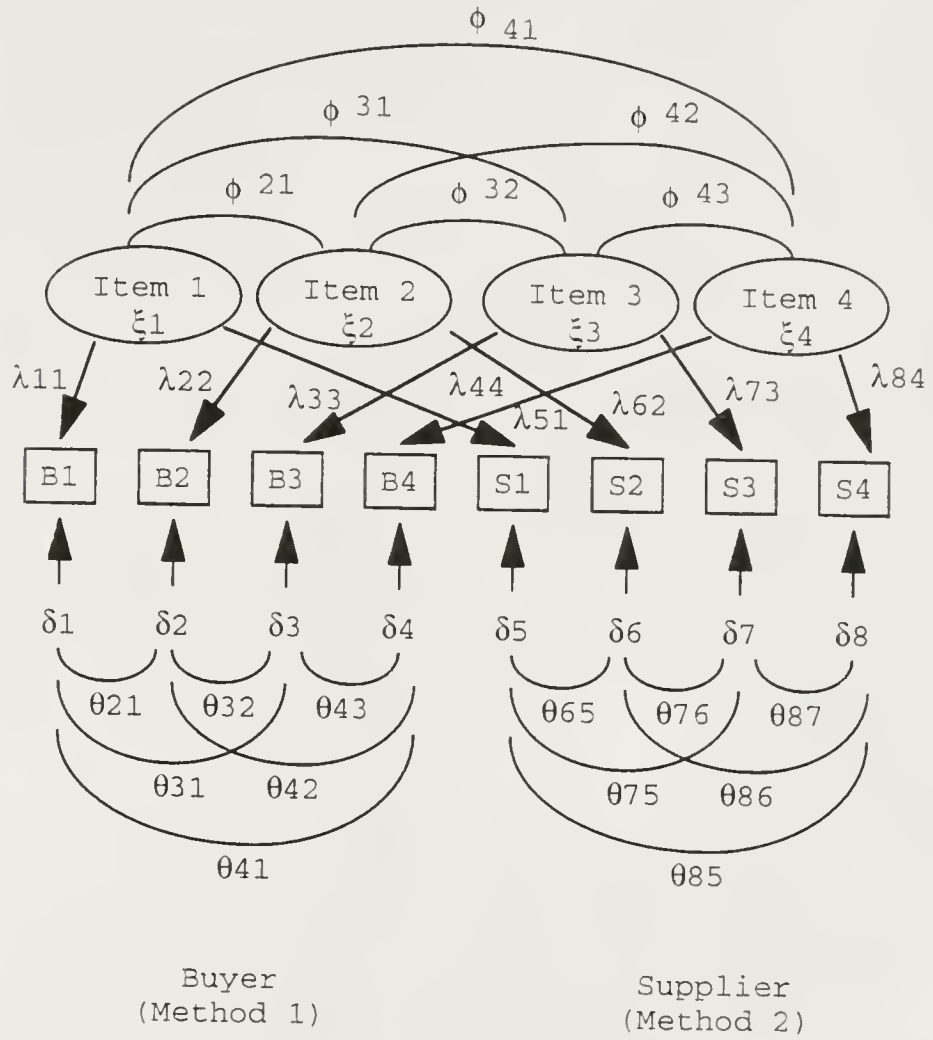 ϕ 41
ϕ 31 ϕ 42
ϕ 21 ϕ 32 ϕ 43
Item 1 Item 2 Item 3 Item 4
ξ1 ξ2 ξ3 ξ4
λ11 λ22 λ33 λ44 λ51 λ62 λ73 λ84
B1 B2 B3 B4 S1 S2 S3 S4
δ1 δ2 δ3 δ4 δ5 δ6 δ7 δ8
θ21 θ32 θ43 θ65 θ76 θ87
θ31 θ42 θ75 θ86
θ41 θ85
Buyer Supplier
(Method 1) (Method 2)